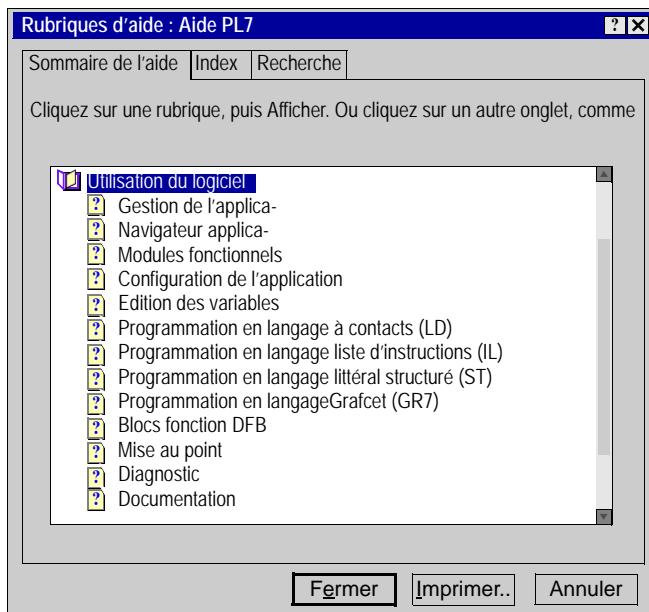 Rubriques d'aide : Aide PL7
Sommaire de l'aide Index Recherche
Cliquez sur une rubrique, puis Afficher. Ou cliquez sur un autre onglet, comme
Utilisation du logiciel
Gestion de l'applica-
Navigateur applica-
Modules fonctionnels
Configuration de l'application
Edition des variables
Programmation en langage à contacts (LD)
Programmation en langage liste d'instructions (IL)
Programmation en langage littéral structuré (ST)
Programmation en langageGrafcet (GR7)
Blocs fonction DFB
Mise au point
Diagnostic
Documentation
Fermer Imprimer.. Annuler